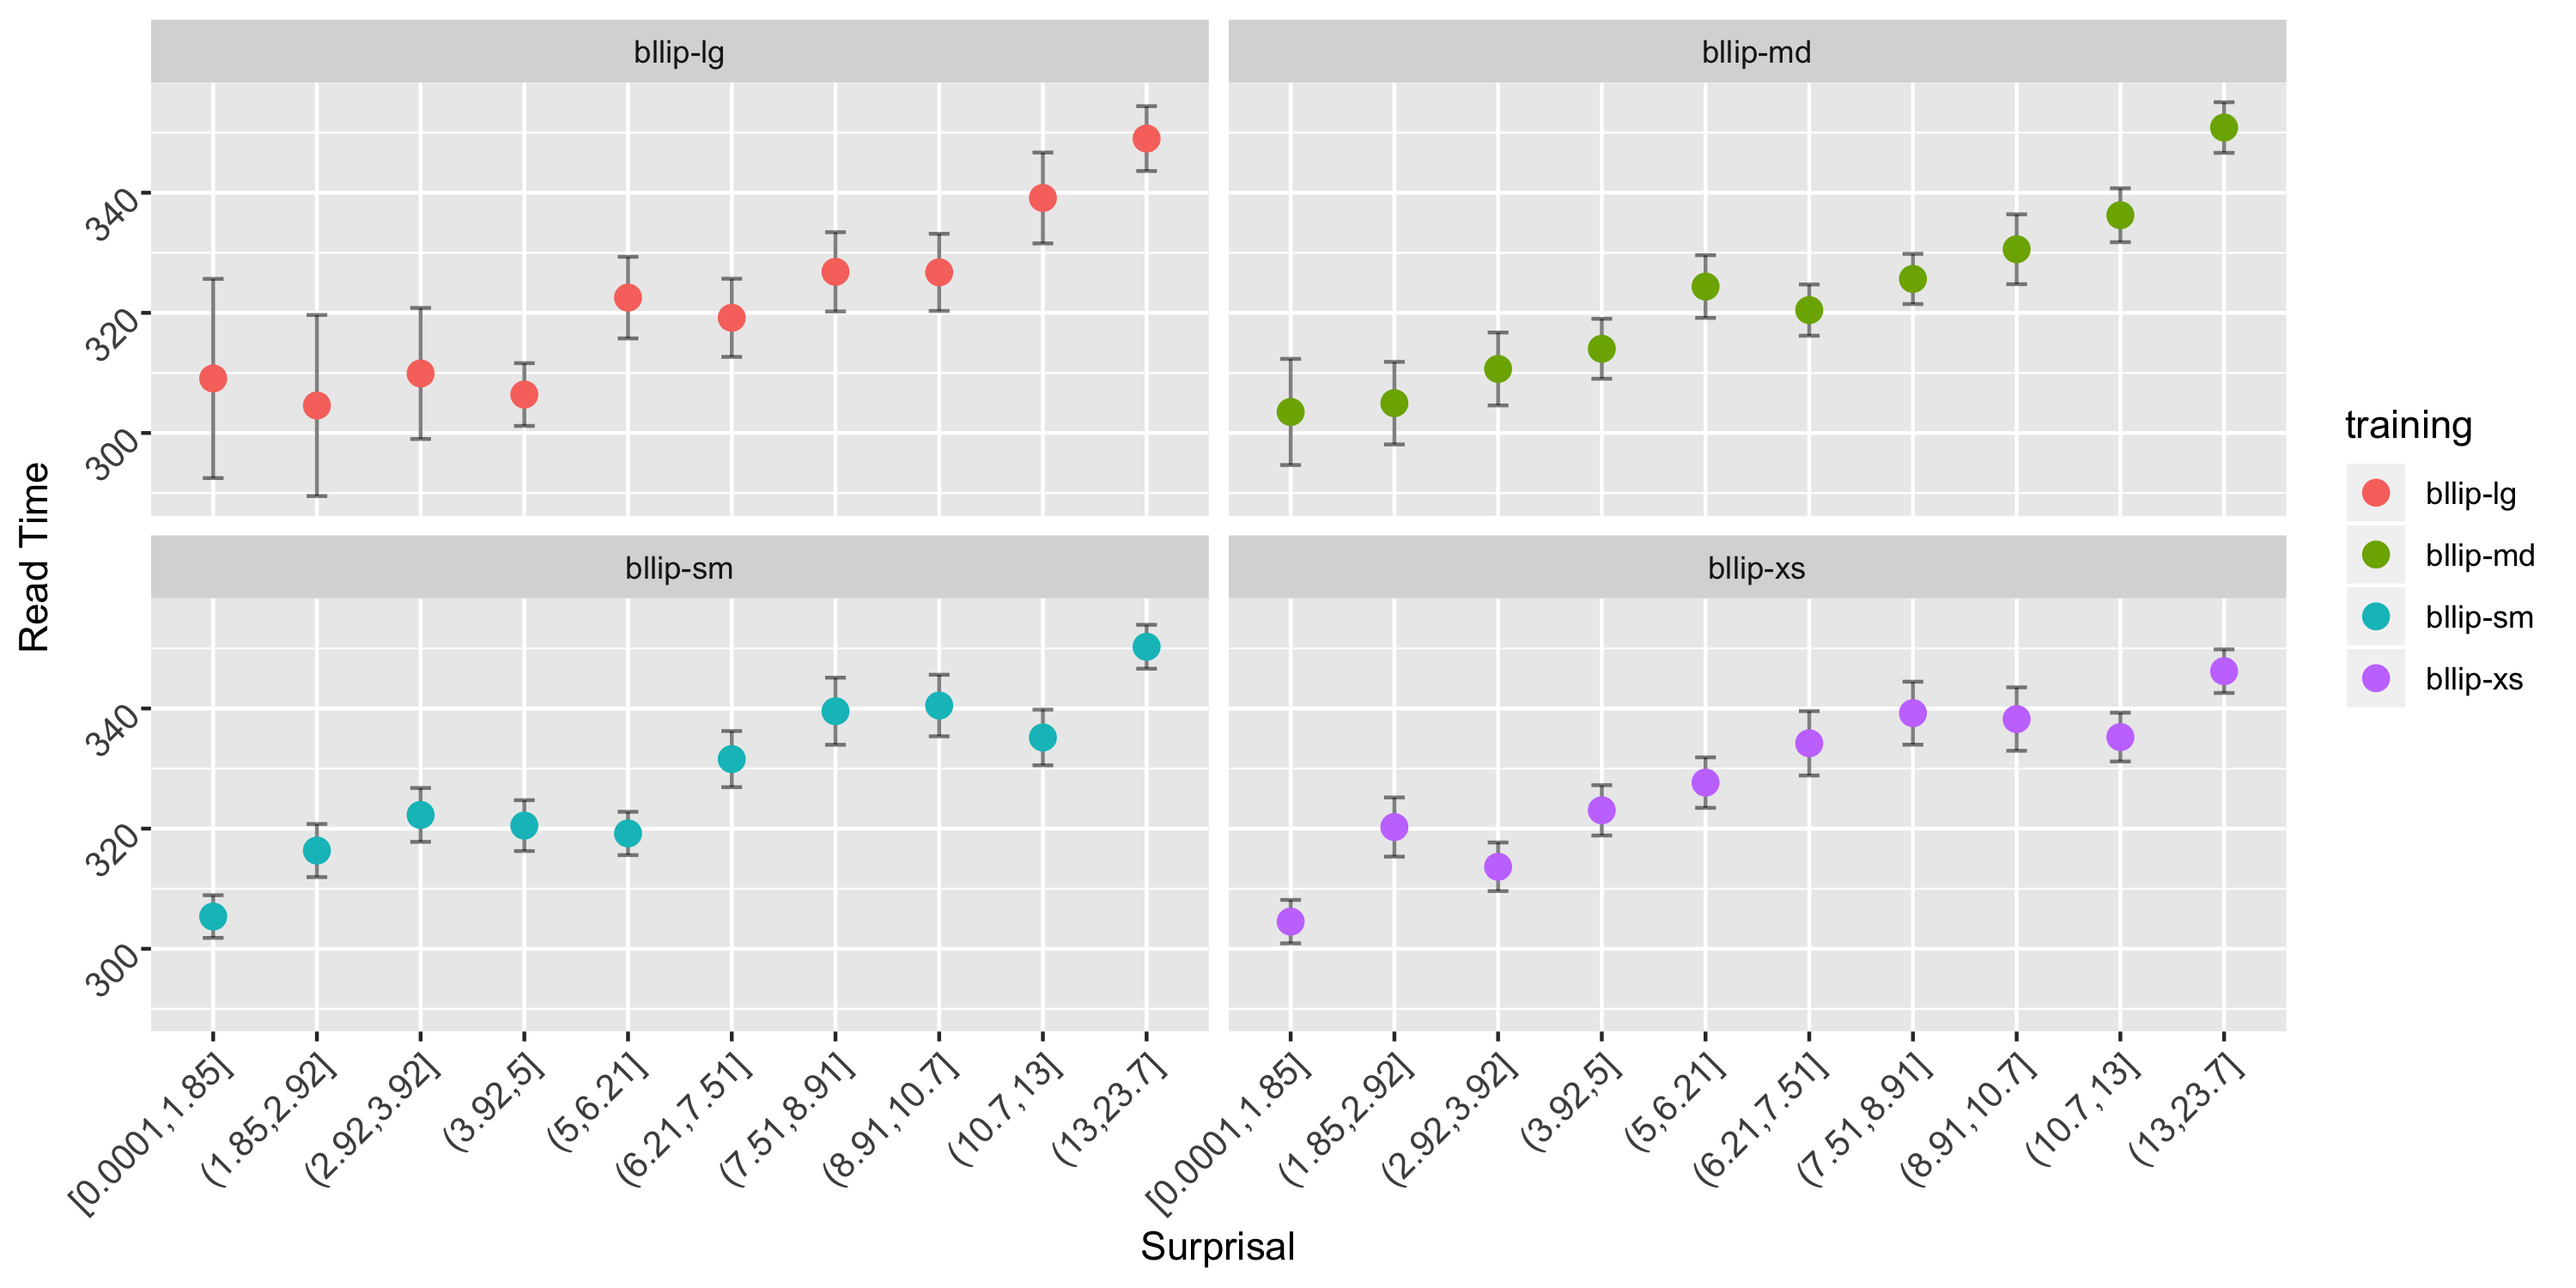 bllip-lg
bllip-md
340
320
300
Read Time
bllip-sm
bllip-xs
340
320
300
[0.0001,1.85]
(1.85,2.92]
(2.92,3.92]
(3.92,5]
(5,6.21]
(6.21,7.51]
(7.51,8.91]
(8.91,10.7]
(10.7,13]
(13,23.7]
[0.0001,1.85]
(1.85,2.92]
(2.92,3.92]
(3.92,5]
(5,6.21]
(6.21,7.51]
(7.51,8.91]
(8.91,10.7]
(10.7,13]
(13,23.7]
Surprisal
training
bllip-lg
bllip-md
bllip-sm
bllip-xs